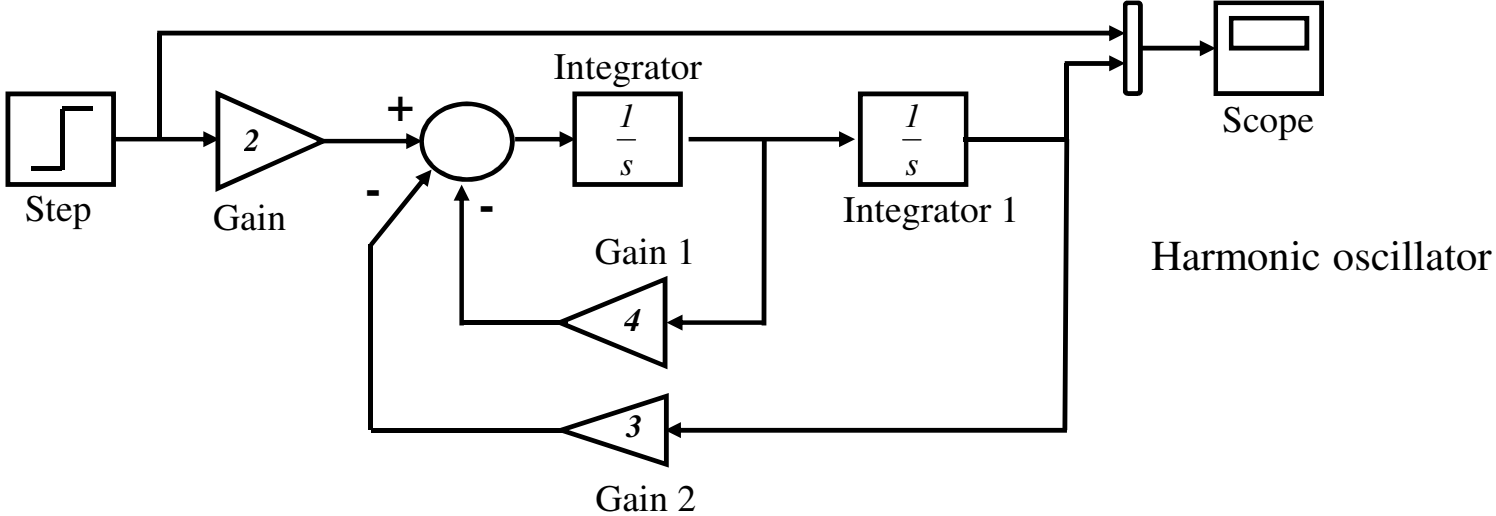 Integrator
+
2
1
s
1
s
Scope
-
Step
Gain
-
Integrator 1
Gain 1
Harmonic oscillator
4
3
Gain 2